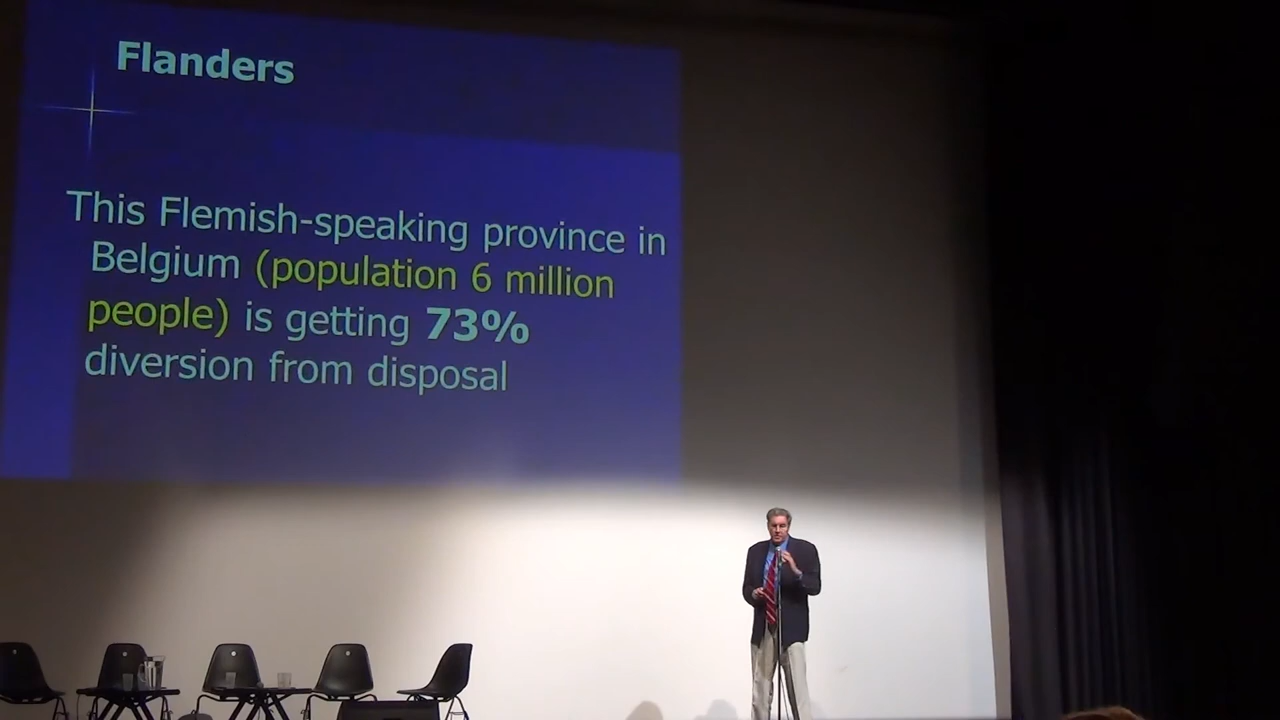 Flanders
This Flemish-speaking province in
Belgium (population 6 million
people) is getting 73%
diversion from disposal